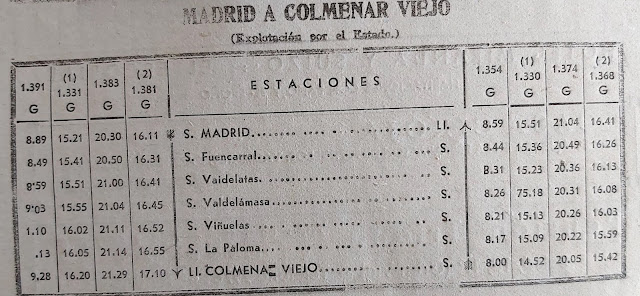 MADRID A COLMENAR VIEJO
(Explotación por el Estado.)
1.391 (1) 1.331 1.383 (2) 1.381 ESTACIONES 1.354 (1) 1.330 1.374 (2) 1.368
G G G G G G G G
8.89 15.21 20.30 16.11 S. MADRID Ll. 8.59 15.51 21.04 16.41
8.49 15.41 20.50 16.31 S. Fuencarral S. 8.44 15.36 20.49 16.26
8'59 15.51 21.00 16.41 S. Valdelatas S. 8.31 15.23 20.36 16.13
9'03 15.55 21.04 16.45 S. Valdelámasa S. 8.26 75.18 20.31 16.08
1.10 16.02 21.11 16.52 S. Viñuelas S. 8.21 15.13 20.26 16.03
.13 16.05 21.14 16.55 S. La Paloma S. 8.17 15.09 20.22 15.59
9.28 16.20 21.29 17.10 Ll. COLMENAR VIEJO S. 8.00 14.52 20.05 15.42